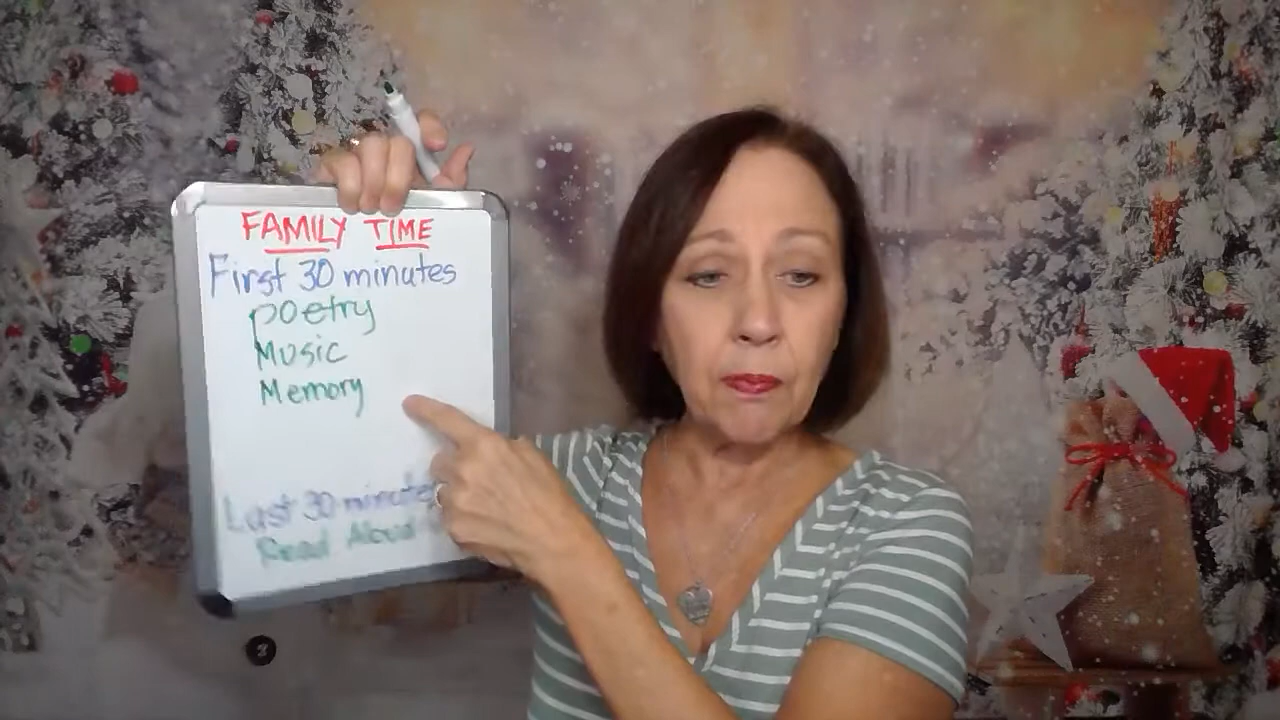 FAMILY TIME
First 30 minutes
Poetry
Music
Memory
Last 30 minutes
Read Aloud